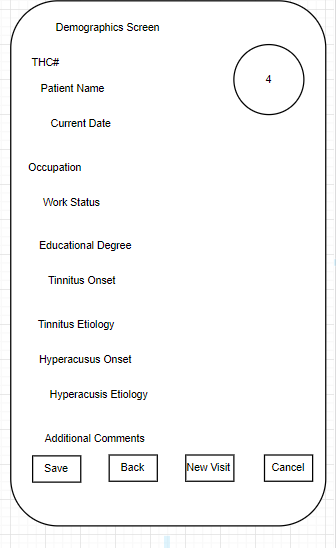 Demographics Screen
THC#
4
Patient Name
Current Date
Occupation
Work Status
Educational Degree
Tinnitus Onset
Tinnitus Etiology
Hyperacusus Onset
Hyperacusis Etiology
Additional Comments
Save Back New Visit Cancel